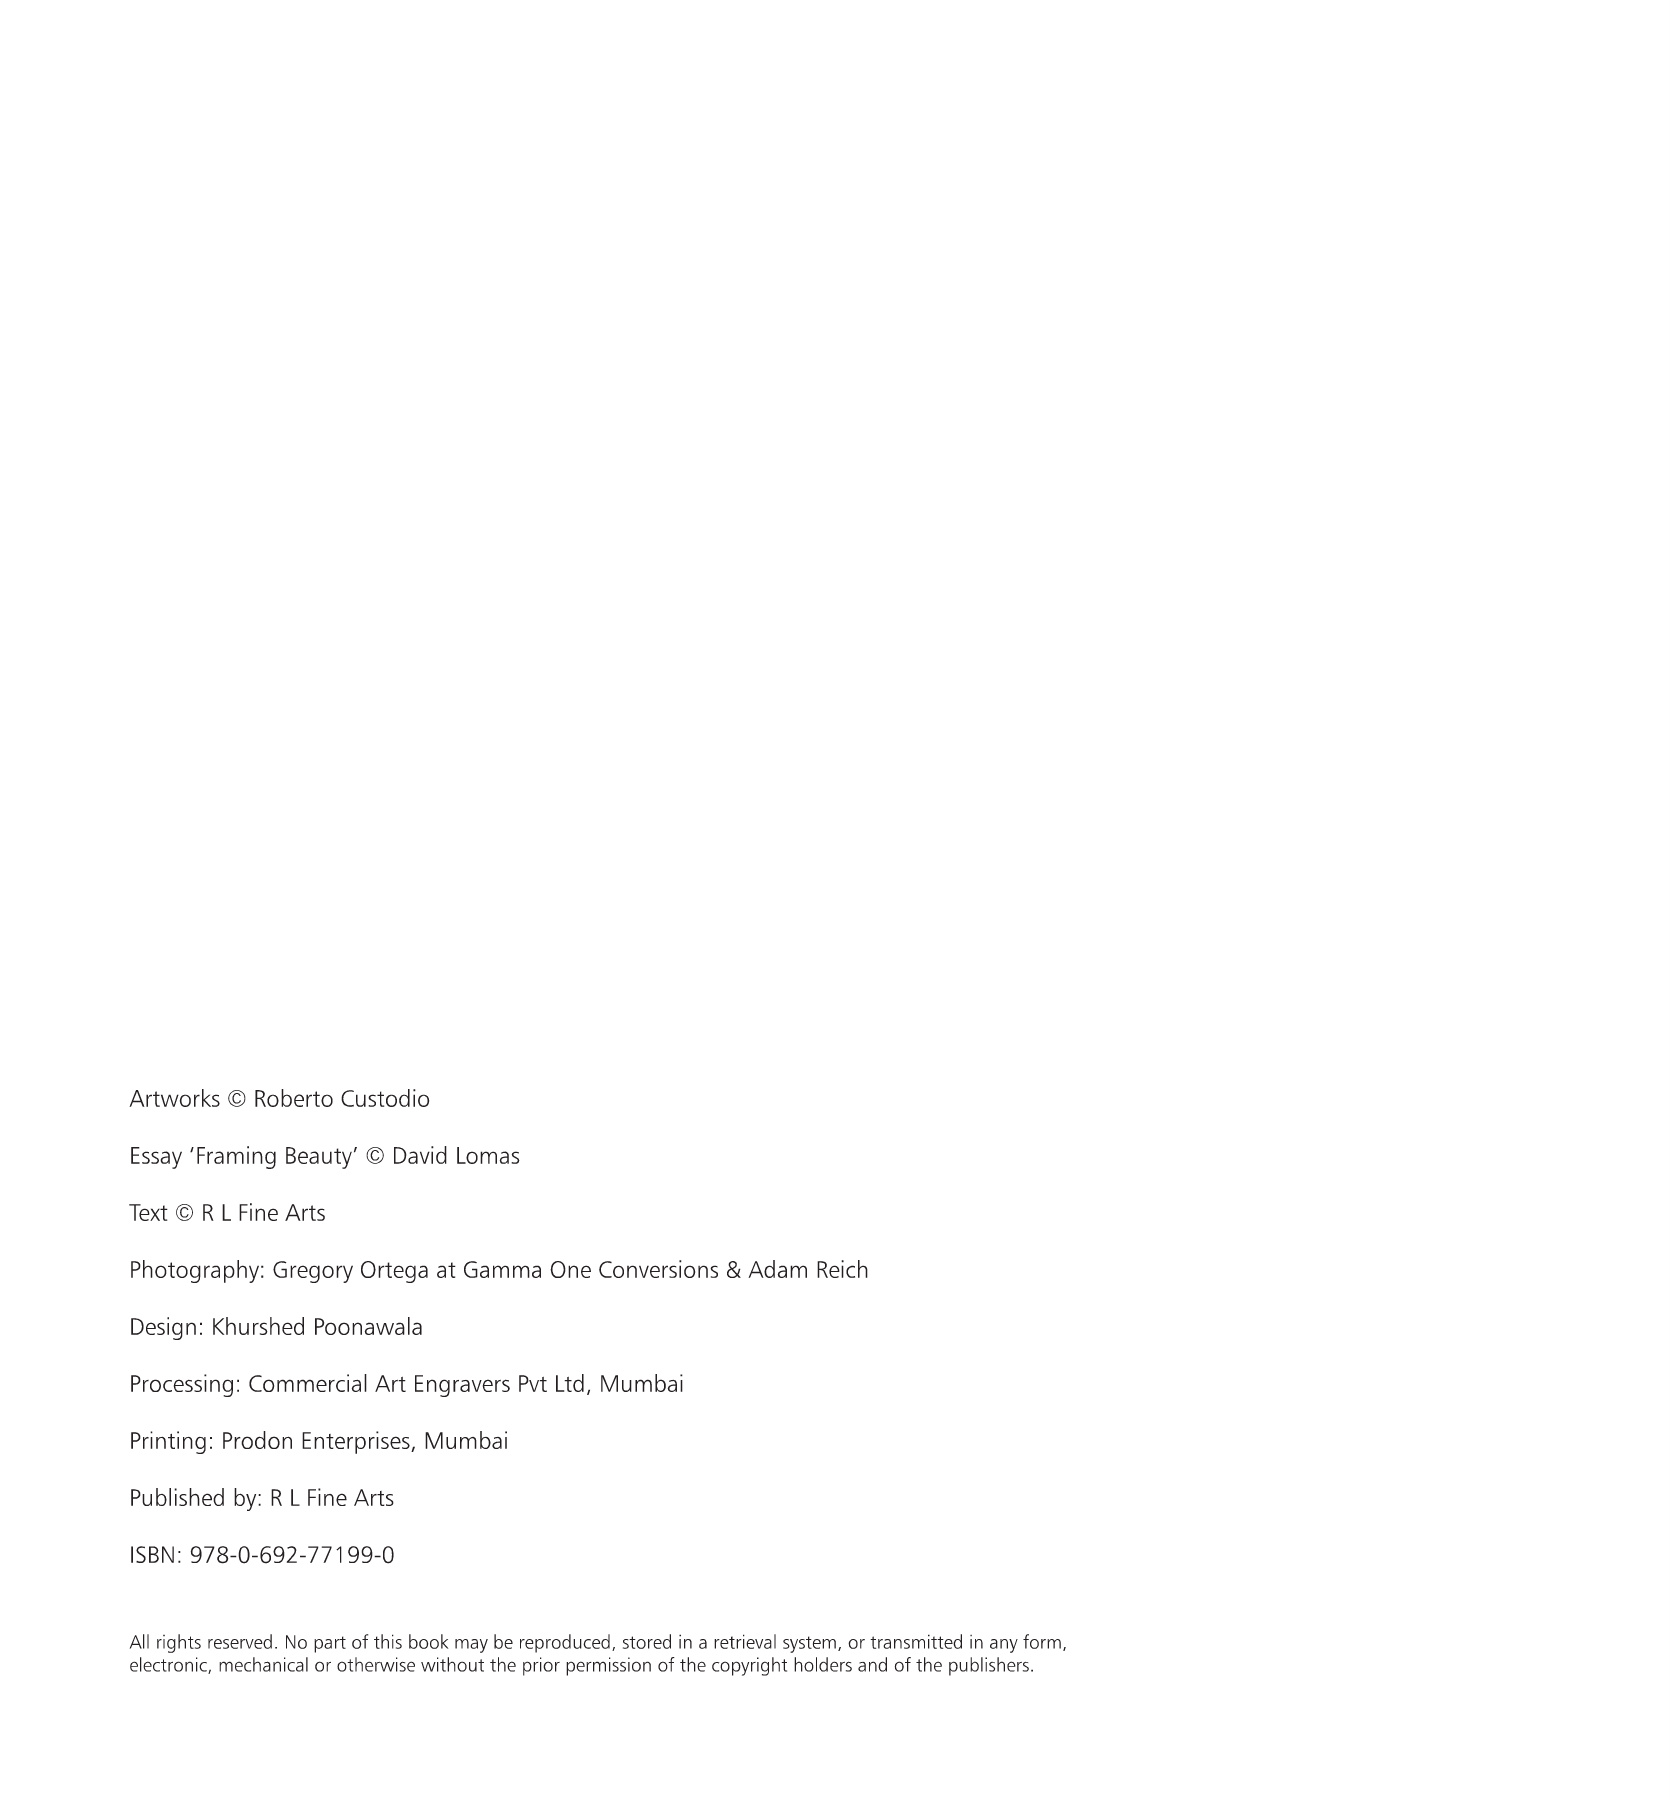 Artworks © Roberto Custodio
Essay ‘Framing Beauty’ © David Lomas
Text © R L Fine Arts
Photography: Gregory Ortega at Gamma One Conversions & Adam Reich
Design: Khurshed Poonawala
Processing: Commercial Art Engravers Pvt Ltd, Mumbai
Printing: Prodon Enterprises, Mumbai
Published by: R L Fine Arts
ISBN: 978-0-692-77199-0
All rights reserved. No part of this book may be reproduced, stored in a retrieval system, or transmitted in any form,
electronic, mechanical or otherwise without the prior permission of the copyright holders and of the publishers.